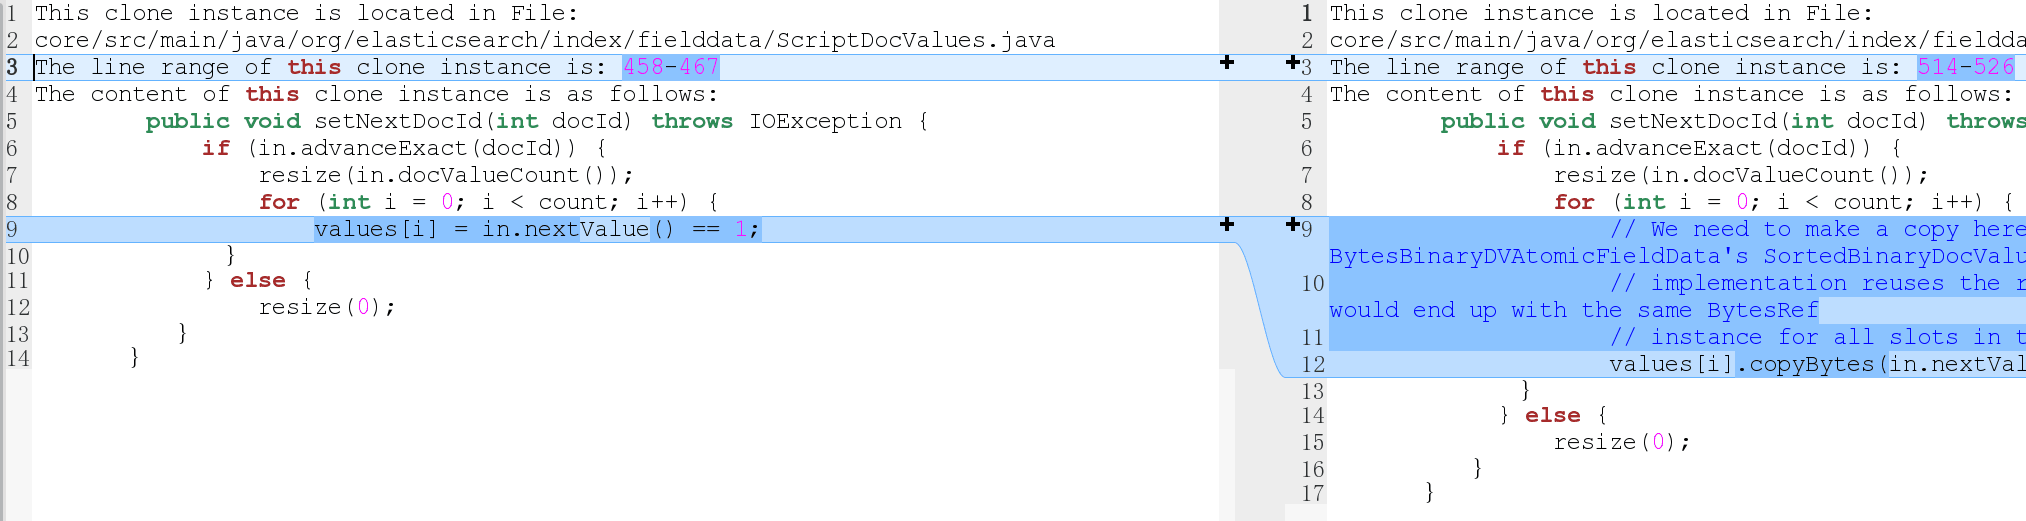 1 This clone instance is located in File:
2 core/src/main/java/org/elasticsearch/index/fielddata/ScriptDocValues.java
3 The line range of this clone instance is: 458-467
4 The content of this clone instance is as follows:
5 public void setNextDocId(int docId) throws IOException {
6 if (in.advanceExact(docId)) {
7 resize(in.docValueCount());
8 for (int i = 0; i < count; i++) {
9 values[i] = in.nextValue() == 1;
10 }
11 } else {
12 resize(0);
13 }
14 }
1 This clone instance is located in File:
2 core/src/main/java/org/elasticsearch/index/fieldda
3 The line range of this clone instance is: 514-526
4 The content of this clone instance is as follows:
5 public void setNextDocId(int docId) throws
6 if (in.advanceExact(docId)) {
7 resize(in.docValueCount());
8 for (int i = 0; i < count; i++) {
9 // We need to make a copy here
BytesBinaryDVAtomicFieldData's SortedBinaryDocValu
10 // implementation reuses the r
would end up with the same BytesRef
11 // instance for all slots in t
12 values[i].copyBytes(in.nextVal
13 }
14 } else {
15 resize(0);
16 }
17 }